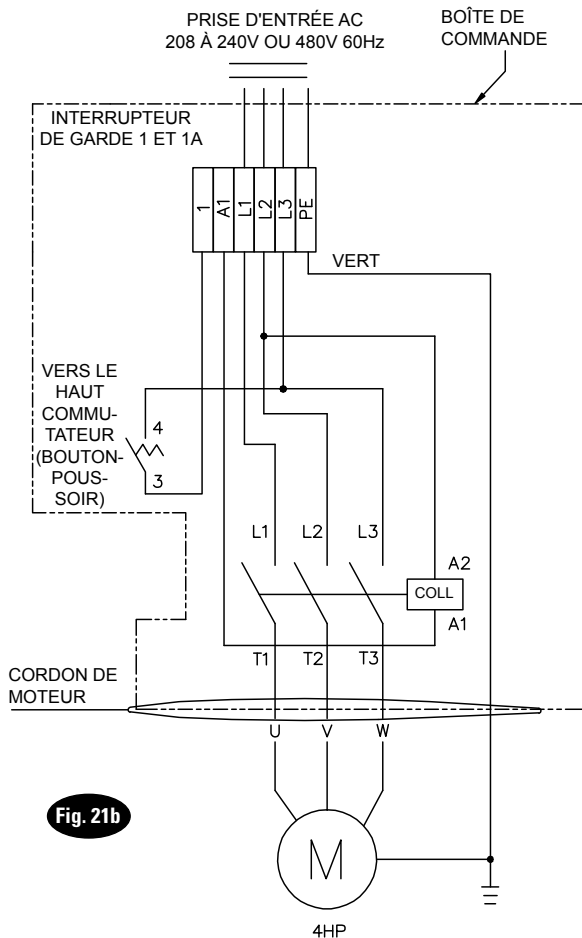 PRISE D'ENTRÉE AC
208 À 240V OU 480V 60Hz
BOÎTE DE
COMMANDE
INTERRUPTEUR
DE GARDE 1 ET 1A
1
A1
L1
L2
L3
PE
VERT
VERS LE
HAUT
COMMU-
TATEUR
(BOUTON-
POUS-
SOIR)
4
3
L1
L2
L3
A2
COLL
A1
T1
T2
T3
CORDON DE
MOTEUR
U
V
W
Fig. 21b
M
4HP